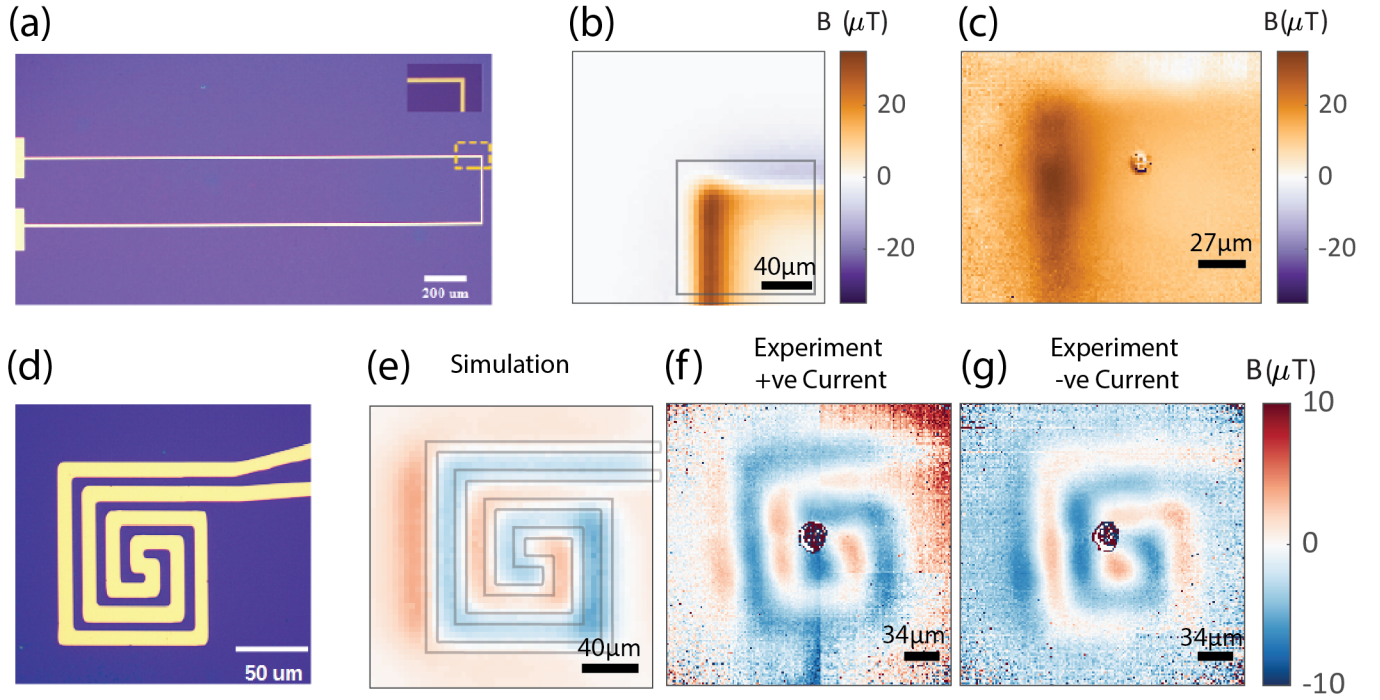 (a)
200 um
(b)
B (μT)
20
0
-20
40μm
(c)
B(μT)
20
0
-20
27μm
(d)
50 um
(e)
Simulation
40μm
(f)
Experiment
+ve Current
34μm
(g)
Experiment
-ve Current
34μm
B(μT)
10
0
-10